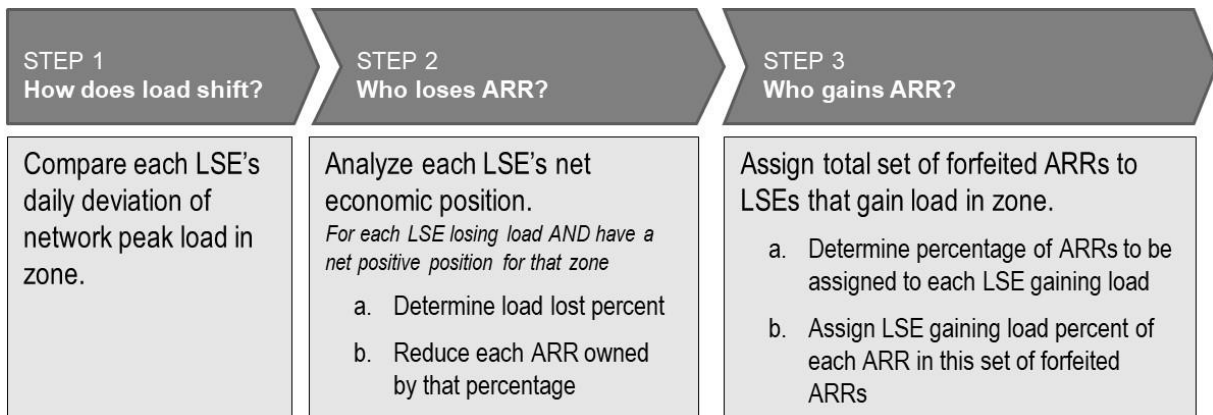 STEP 1
How does load shift?
STEP 2
Who loses ARR?
STEP 3
Who gains ARR?
Compare each LSE’s
daily deviation of
network peak load in
zone.
Analyze each LSE’s net
economic position.
For each LSE losing load AND have a
net positive position for that zone
a. Determine load lost percent
b. Reduce each ARR owned
by that percentage
Assign total set of forfeited ARRs to
LSEs that gain load in zone.
a. Determine percentage of ARRs to be
assigned to each LSE gaining load
b. Assign LSE gaining load percent of
each ARR in this set of forfeited
ARRs